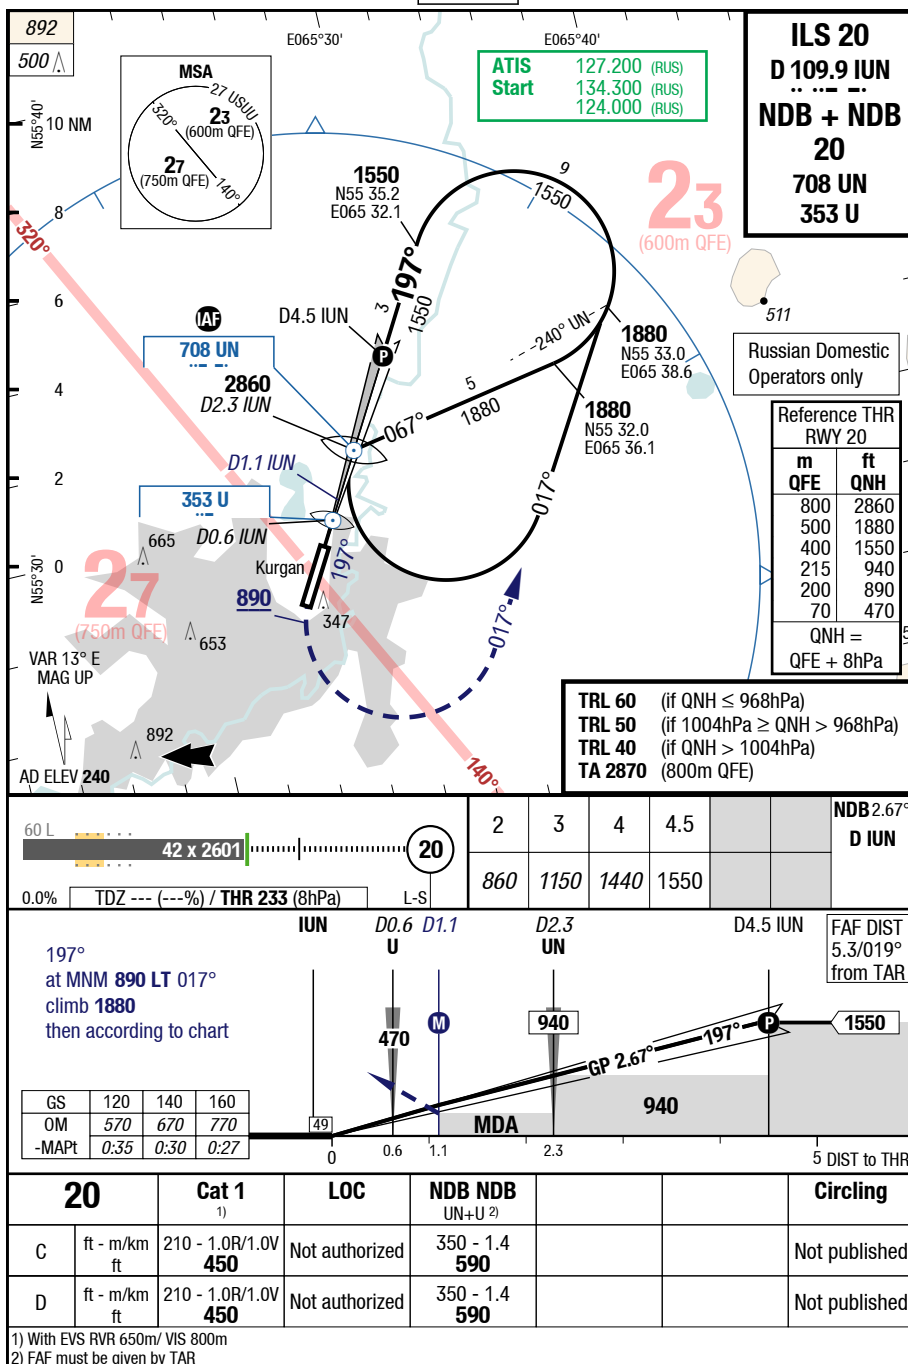 892
500
E065°30'
E065°40'
ATIS 127.200 (RUS)
Start 134.300 (RUS)
124.000 (RUS)
ILS 20
D 109.9 IUN
NDB + NDB
20
708 UN
353 U
MSA
27 USUU
320°
23
(600m QFE)
27
(750m QFE)
140°
N55°40'
10 NM
8
6
4
2
0
N55°30'
320°
1550
N55 35.2
E065 32.1
9
1550
23
(600m QFE)
511
197°
3
1550
D4.5 IUN
P
IAF
708 UN
2860
D2.3 IUN
240° UN
1880
N55 33.0
E065 38.6
5
1880
067°
1880
N55 32.0
E065 36.1
Russian Domestic
Operators only
Reference THR
RWY 20
m ft
QFE QNH
800 2860
500 1880
400 1550
215 940
200 890
70 470
QNH =
QFE + 8hPa
D1.1 IUN
353 U
D0.6 IUN
017°
665
Kurgan
197°
27
(750m QFE)
890
347
653
017°
VAR 13° E
MAG UP
892
AD ELEV 240
140°
TRL 60 (if QNH ≤ 968hPa)
TRL 50 (if 1004hPa ≥ QNH > 968hPa)
TRL 40 (if QNH > 1004hPa)
TA 2870 (800m QFE)
60 L
42 x 2601
20
0.0% TDZ --- (---%) / THR 233 (8hPa) L-S
2 3 4 4.5 NDB 2.67°
D IUN
860 1150 1440 1550
IUN D0.6 D1.1 D2.3 D4.5 IUN
U UN
FAF DIST
5.3/019°
from TAR
197°
at MNM 890 LT 017°
climb 1880
then according to chart
M
470
940
GP 2.67°
197°
P
1550
940
MDA
49
GS 120 140 160
OM 570 670 770
-MAPt 0:35 0:30 0:27
0 0.6 1.1 2.3 5 DIST to THR
20 Cat 1 LOC NDB NDB Circling
1) UN+U 2)
C ft - m/km 210 - 1.0R/1.0V Not authorized 350 - 1.4 Not published
ft 450 590
D ft - m/km 210 - 1.0R/1.0V Not authorized 350 - 1.4 Not published
ft 450 590
1) With EVS RVR 650m/ VIS 800m
2) FAF must be given by TAR